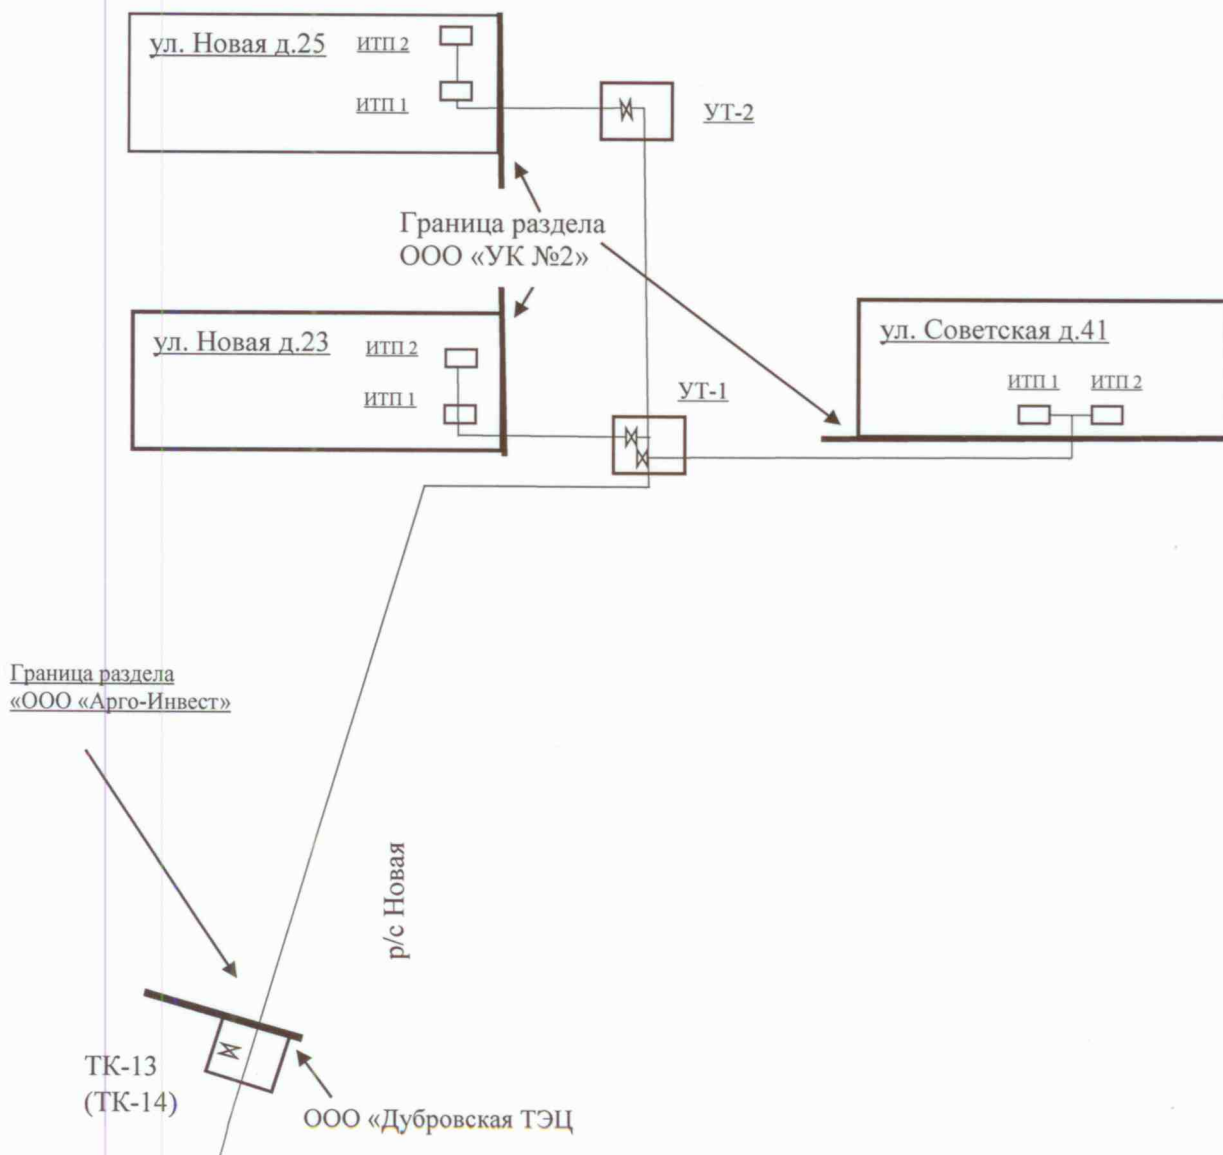 ул. Новая д.25
ИТП 2
ИТП 1
УТ-2
Граница раздела
ООО «УК №2»
ул. Новая д.23
ИТП 2
ИТП 1
УТ-1
ул. Советская д.41
ИТП 1 ИТП 2
Граница раздела
«ООО «Арго-Инвест»
р/с Новая
ТК-13
(ТК-14)
ООО «Дубровская ТЭЦ